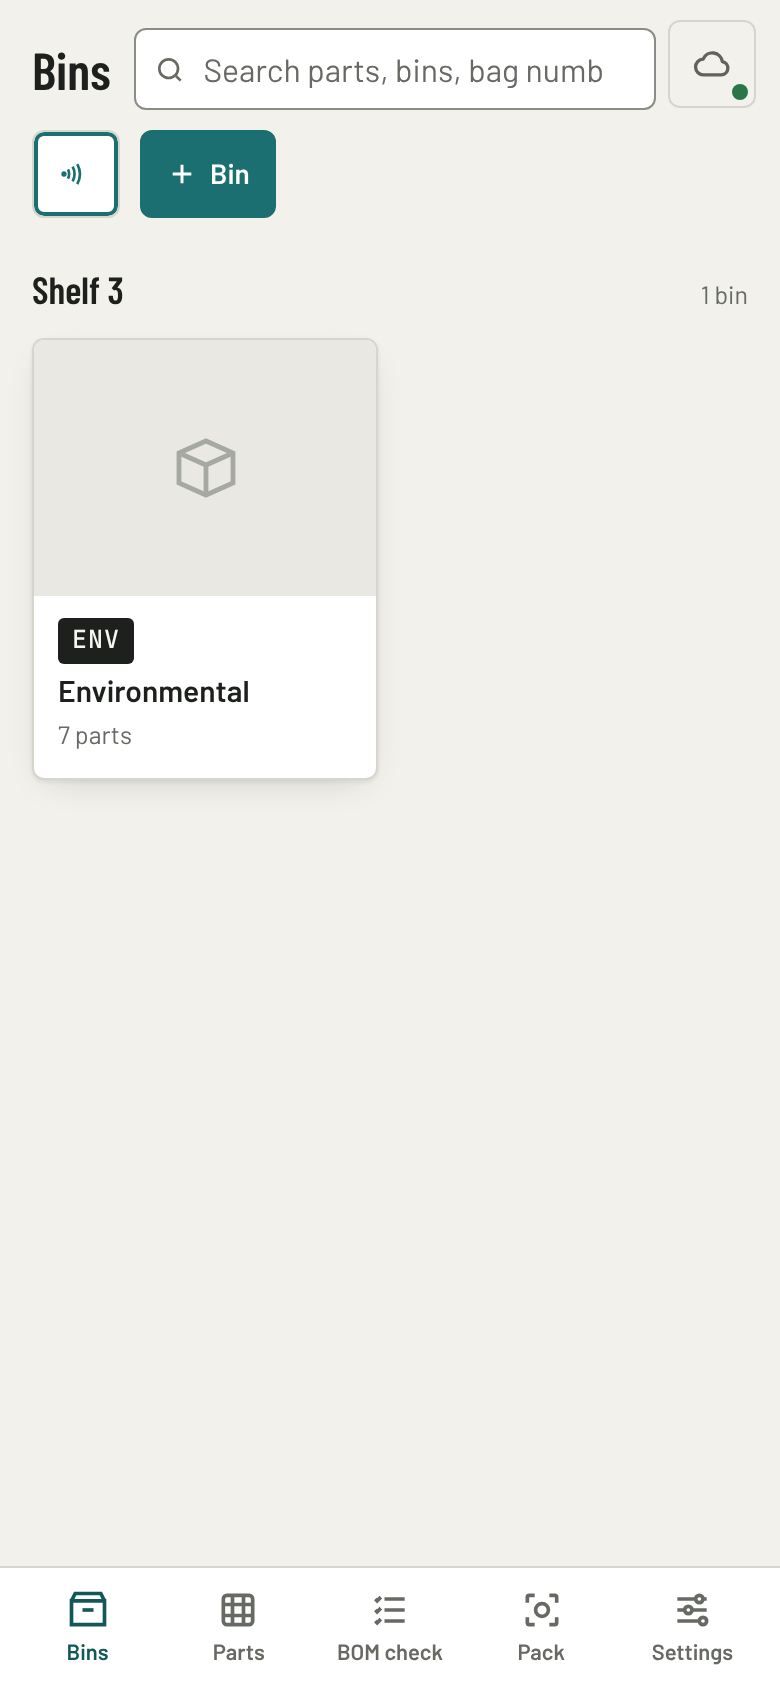 Bins
Search parts, bins, bag numb
Bin
Shelf 3
1 bin
ENV
Environmental
7 parts
Bins
Parts
BOM check
Pack
Settings